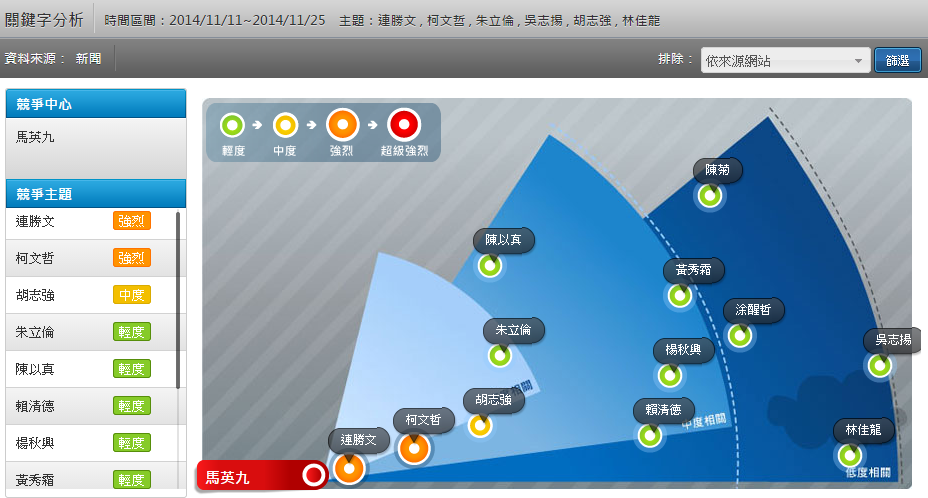 關鍵字分析 時間區間：2014/11/11~2014/11/25 主題：連勝文 , 柯文哲 , 朱立倫 , 吳志揚 , 胡志強 , 林佳龍
資料來源： 新聞
排除： 依來源網站 篩選
競爭中心
馬英九
競爭主題
連勝文 強烈
柯文哲 強烈
胡志強 中度
朱立倫 輕度
陳以真 輕度
賴清德 輕度
楊秋興 輕度
黃秀霜 輕度
輕度 中度 強烈 超級強烈
陳菊
陳以真
黃秀霜
涂醒哲
朱立倫
吳志揚
楊秋興
相關
胡志強
賴清德
中度相關
柯文哲
連勝文
林佳龍
低度相關
馬英九